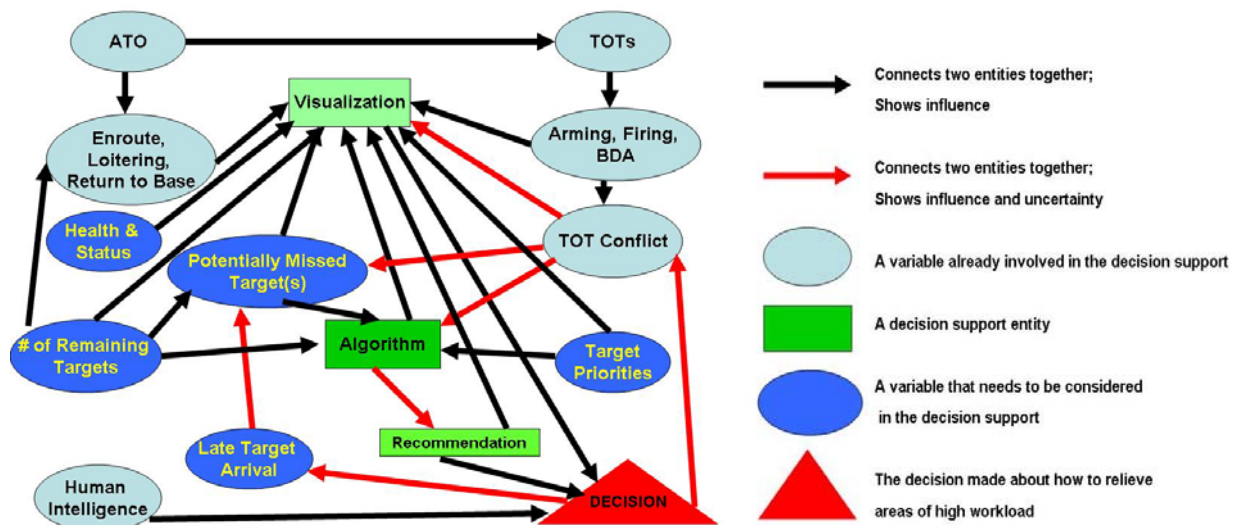 ATO
TOTs
Visualization
Enroute,
Loitering,
Return to Base
Arming, Firing,
BDA
Health &
Status
TOT Conflict
Potentially Missed
Target(s)
# of Remaining
Targets
Algorithm
Target
Priorities
Recommendation
Late Target
Arrival
Human
Intelligence
DECISION
Connects two entities together;
Shows influence
Connects two entities together;
Shows influence and uncertainty
A variable already involved in the decision support
A decision support entity
A variable that needs to be considered
in the decision support
The decision made about how to relieve
areas of high workload